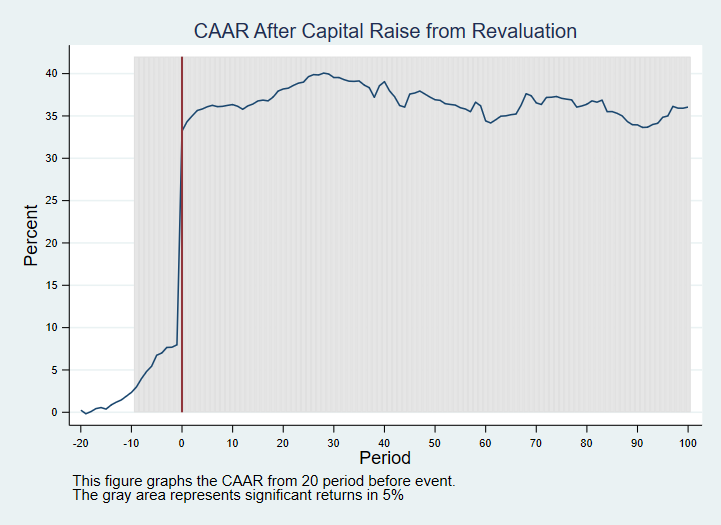 CAAR After Capital Raise from Revaluation
Percent
40
35
30
25
20
15
10
5
0
-20 -10 0 10 20 30 40 50 60 70 80 90 100
Period
This figure graphs the CAAR from 20 period before event.
The gray area represents significant returns in 5%